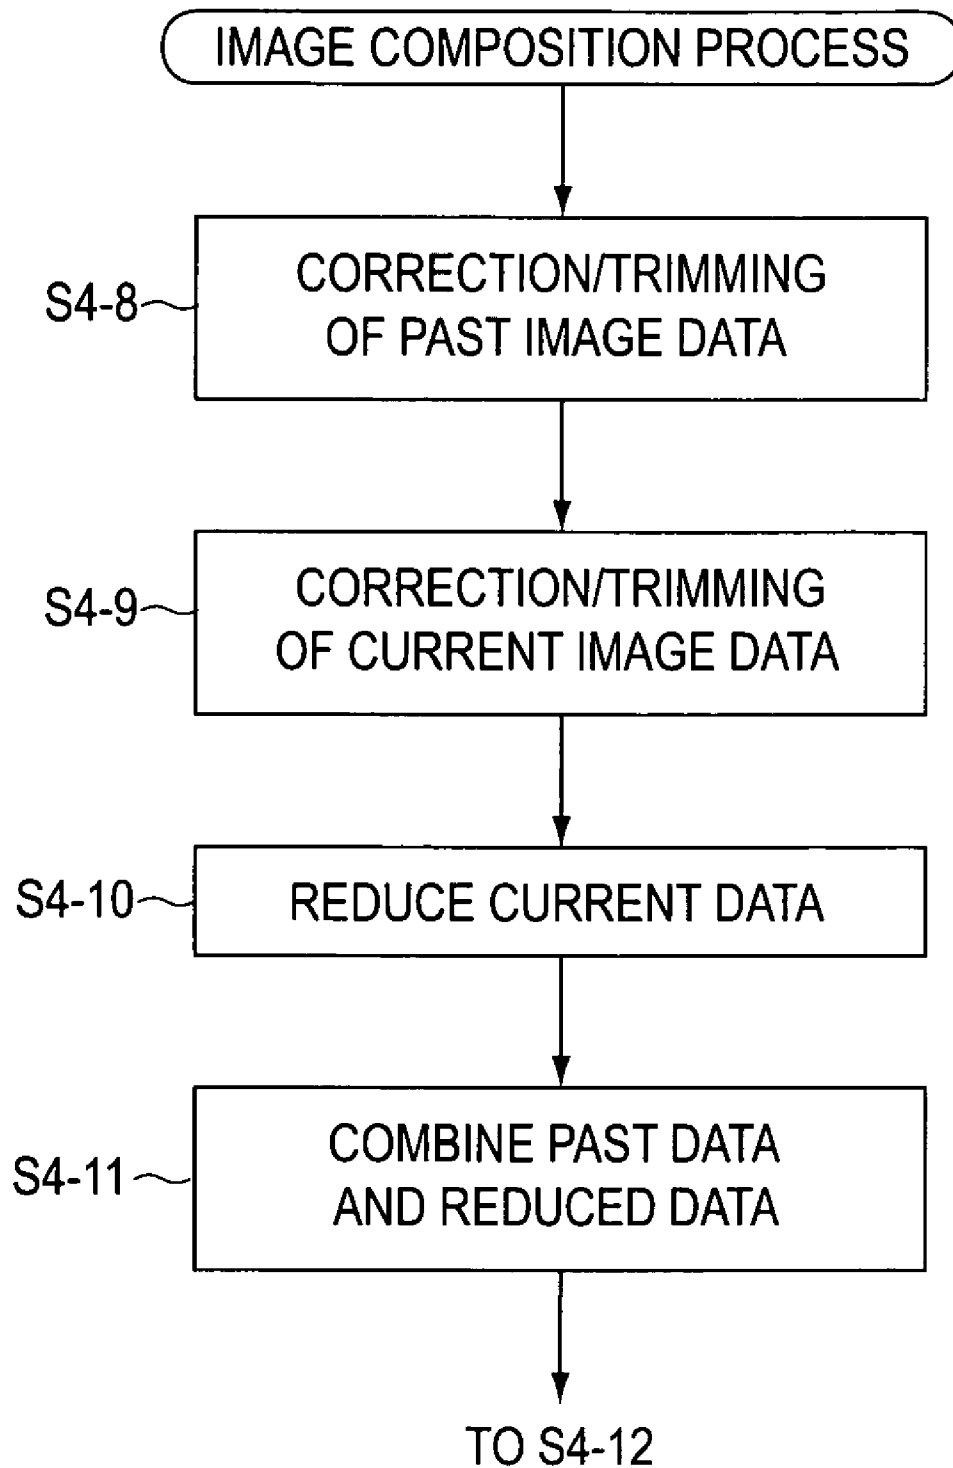 IMAGE COMPOSITION PROCESS
S4-8
CORRECTION/TRIMMING
OF PAST IMAGE DATA
S4-9
CORRECTION/TRIMMING
OF CURRENT IMAGE DATA
S4-10
REDUCE CURRENT DATA
S4-11
COMBINE PAST DATA
AND REDUCED DATA
TO S4-12